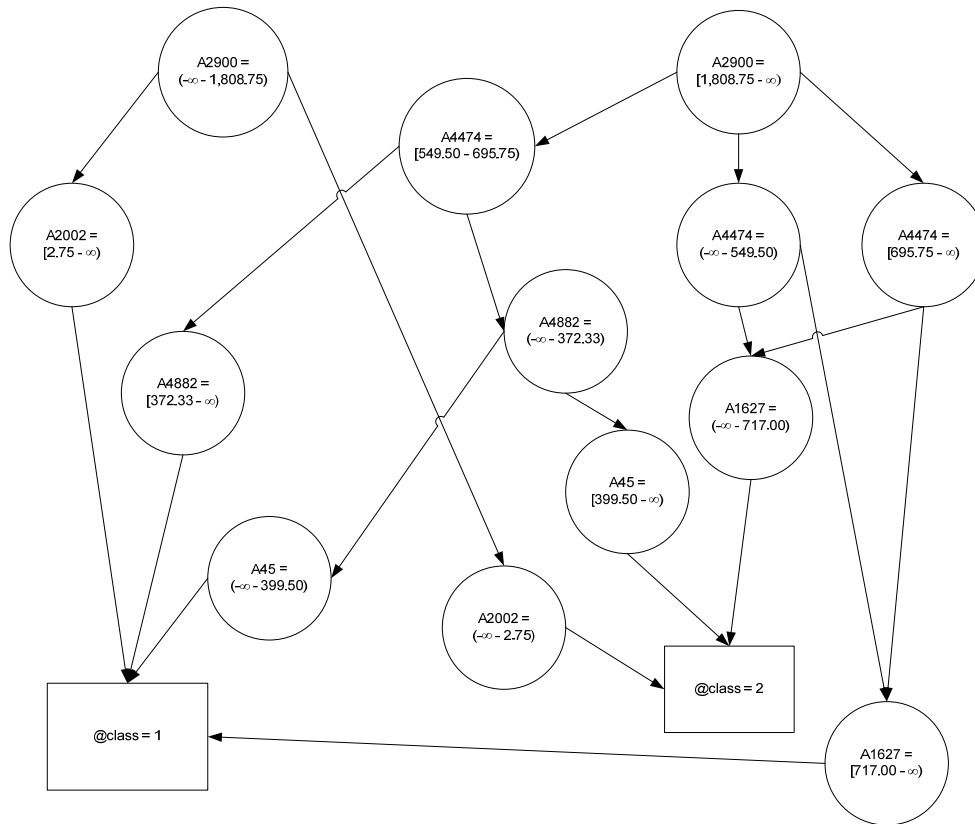 A2900 =
(-∞ - 1,808.75)
A2900 =
[1,808.75 - ∞)
A4474 =
[549.50 - 695.75)
A2002 =
[2.75 - ∞)
A4474 =
(-∞ - 549.50)
A4474 =
[695.75 - ∞)
A4882 =
(-∞ - 372.33)
A4882 =
[372.33 - ∞)
A1627 =
(-∞ - 717.00)
A45 =
[399.50 - ∞)
A45 =
(-∞ - 399.50)
A2002 =
(-∞ - 2.75)
@class = 2
@class = 1
A1627 =
[717.00 - ∞)